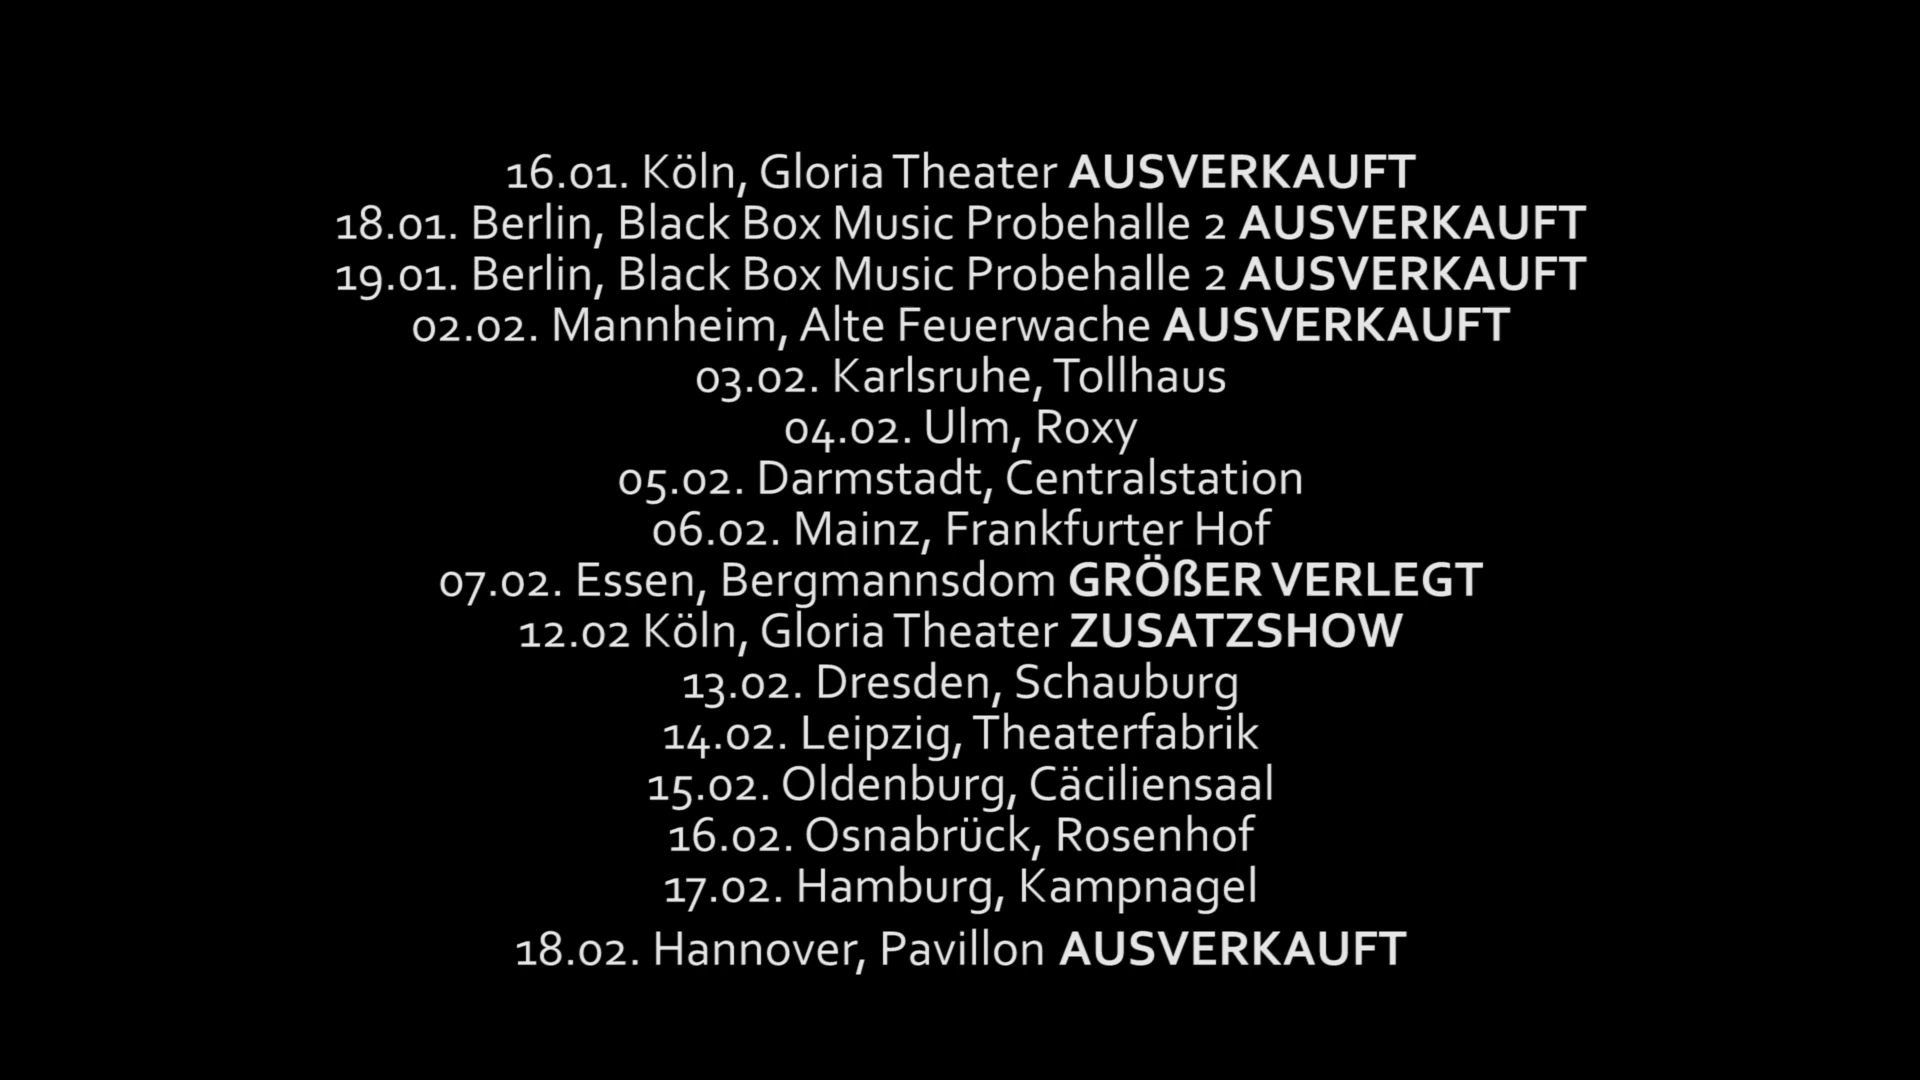 16.01. Köln, Gloria Theater AUSVERKAUFT
18.01. Berlin, Black Box Music Probehalle 2 AUSVERKAUFT
19.01. Berlin, Black Box Music Probehalle 2 AUSVERKAUFT
02.02. Mannheim, Alte Feuerwache AUSVERKAUFT
03.02. Karlsruhe, Tollhaus
04.02. Ulm, Roxy
05.02. Darmstadt, Centralstation
06.02. Mainz, Frankfurter Hof
07.02. Essen, Bergmannsdom GRÖßER VERLEGT
12.02 Köln, Gloria Theater ZUSATZSHOW
13.02. Dresden, Schauburg
14.02. Leipzig, Theaterfabrik
15.02. Oldenburg, Cäciliensaal
16.02. Osnabrück, Rosenhof
17.02. Hamburg, Kampnagel
18.02. Hannover, Pavillon AUSVERKAUFT